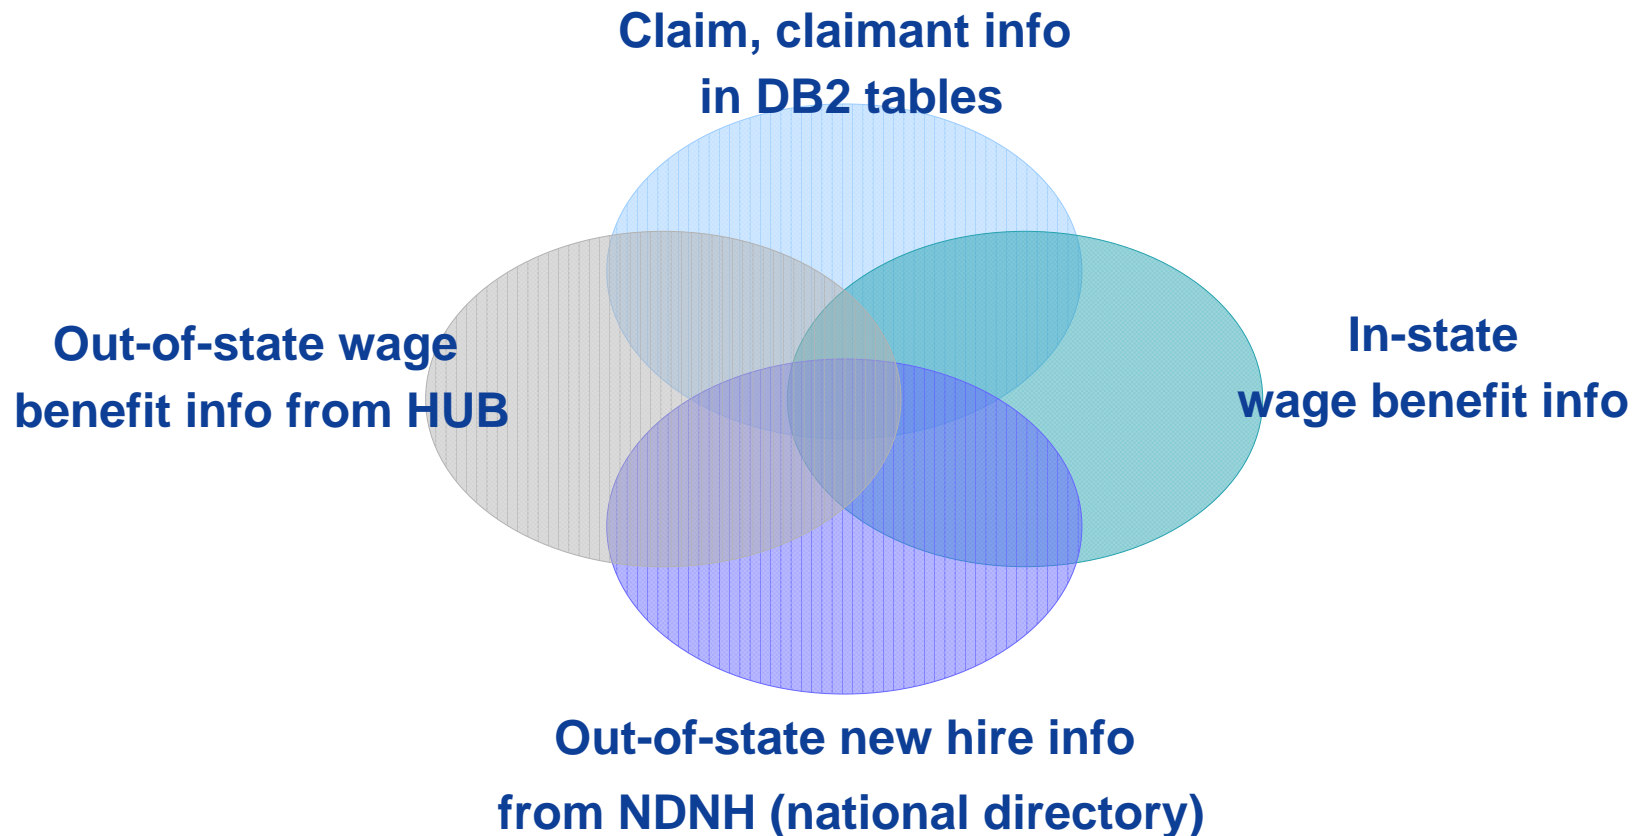 Claim, claimant info
in DB2 tables
Out-of-state wage
benefit info from HUB
In-state
wage benefit info
Out-of-state new hire info
from NDNH (national directory)